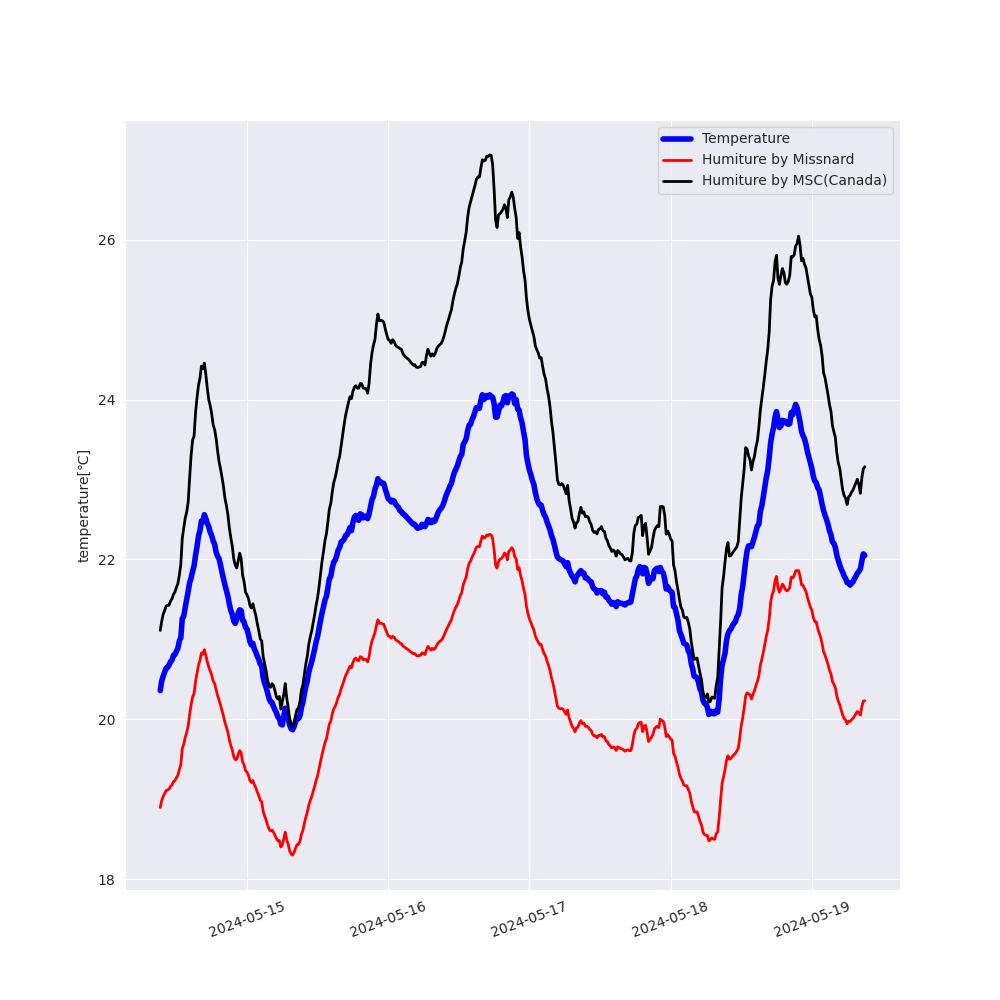 Temperature
Humiture by Missnard
Humiture by MSC(Canada)
temperature[℃]
26
24
22
20
18
2024-05-15
2024-05-16
2024-05-17
2024-05-18
2024-05-19